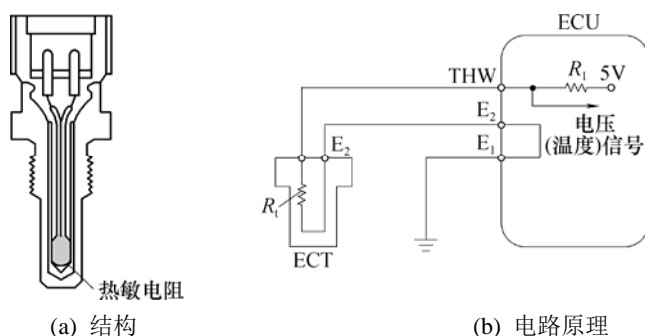 ECU
THW
R₁
5V
E₂
电压
(温度)信号
E₁
E₂
Rₜ
ECT
热敏电阻
(a) 结构
(b) 电路原理